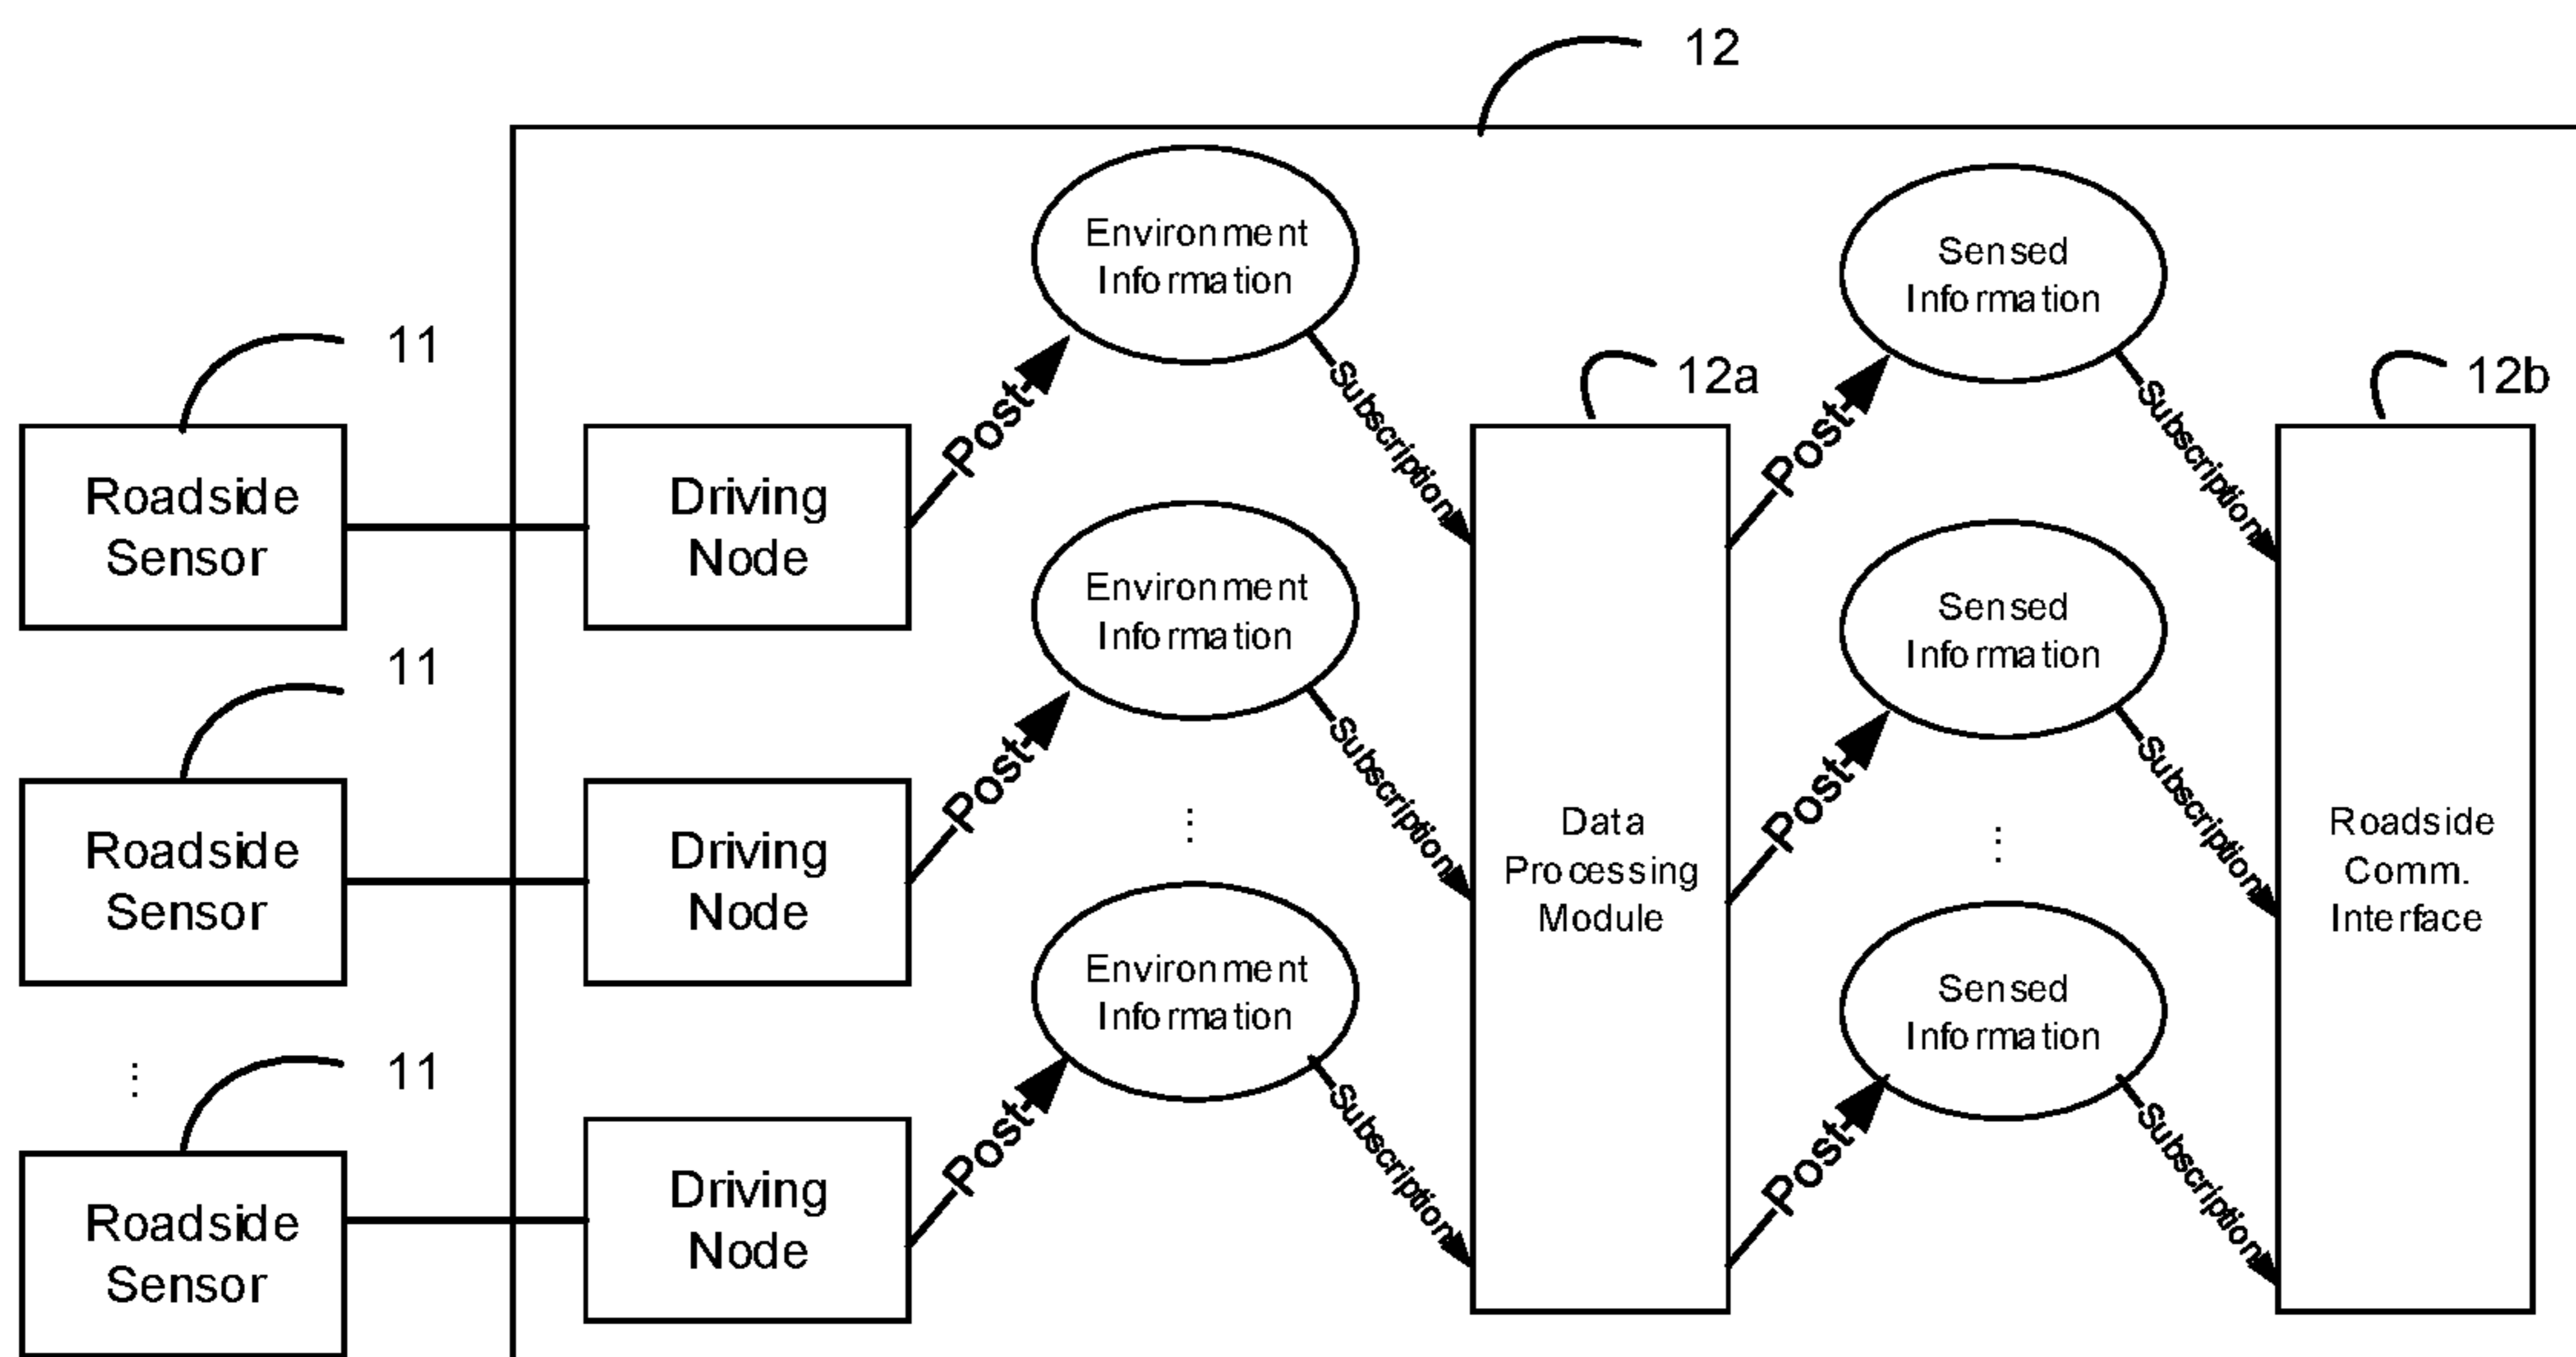 12
Environment
Information
Sensed
Information
11
12a
12b
Post
Subscription
Post
Subscription
Roadside
Sensor
Driving
Node
Environment
Information
Sensed
Information
11
Post
Subscription
Post
Subscription
Roadside
Sensor
Driving
Node
⋮
⋮
Data
Processing
Module
Roadside
Comm.
Interface
Environment
Information
Sensed
Information
⋮
11
Post
Subscription
Post
Subscription
Roadside
Sensor
Driving
Node